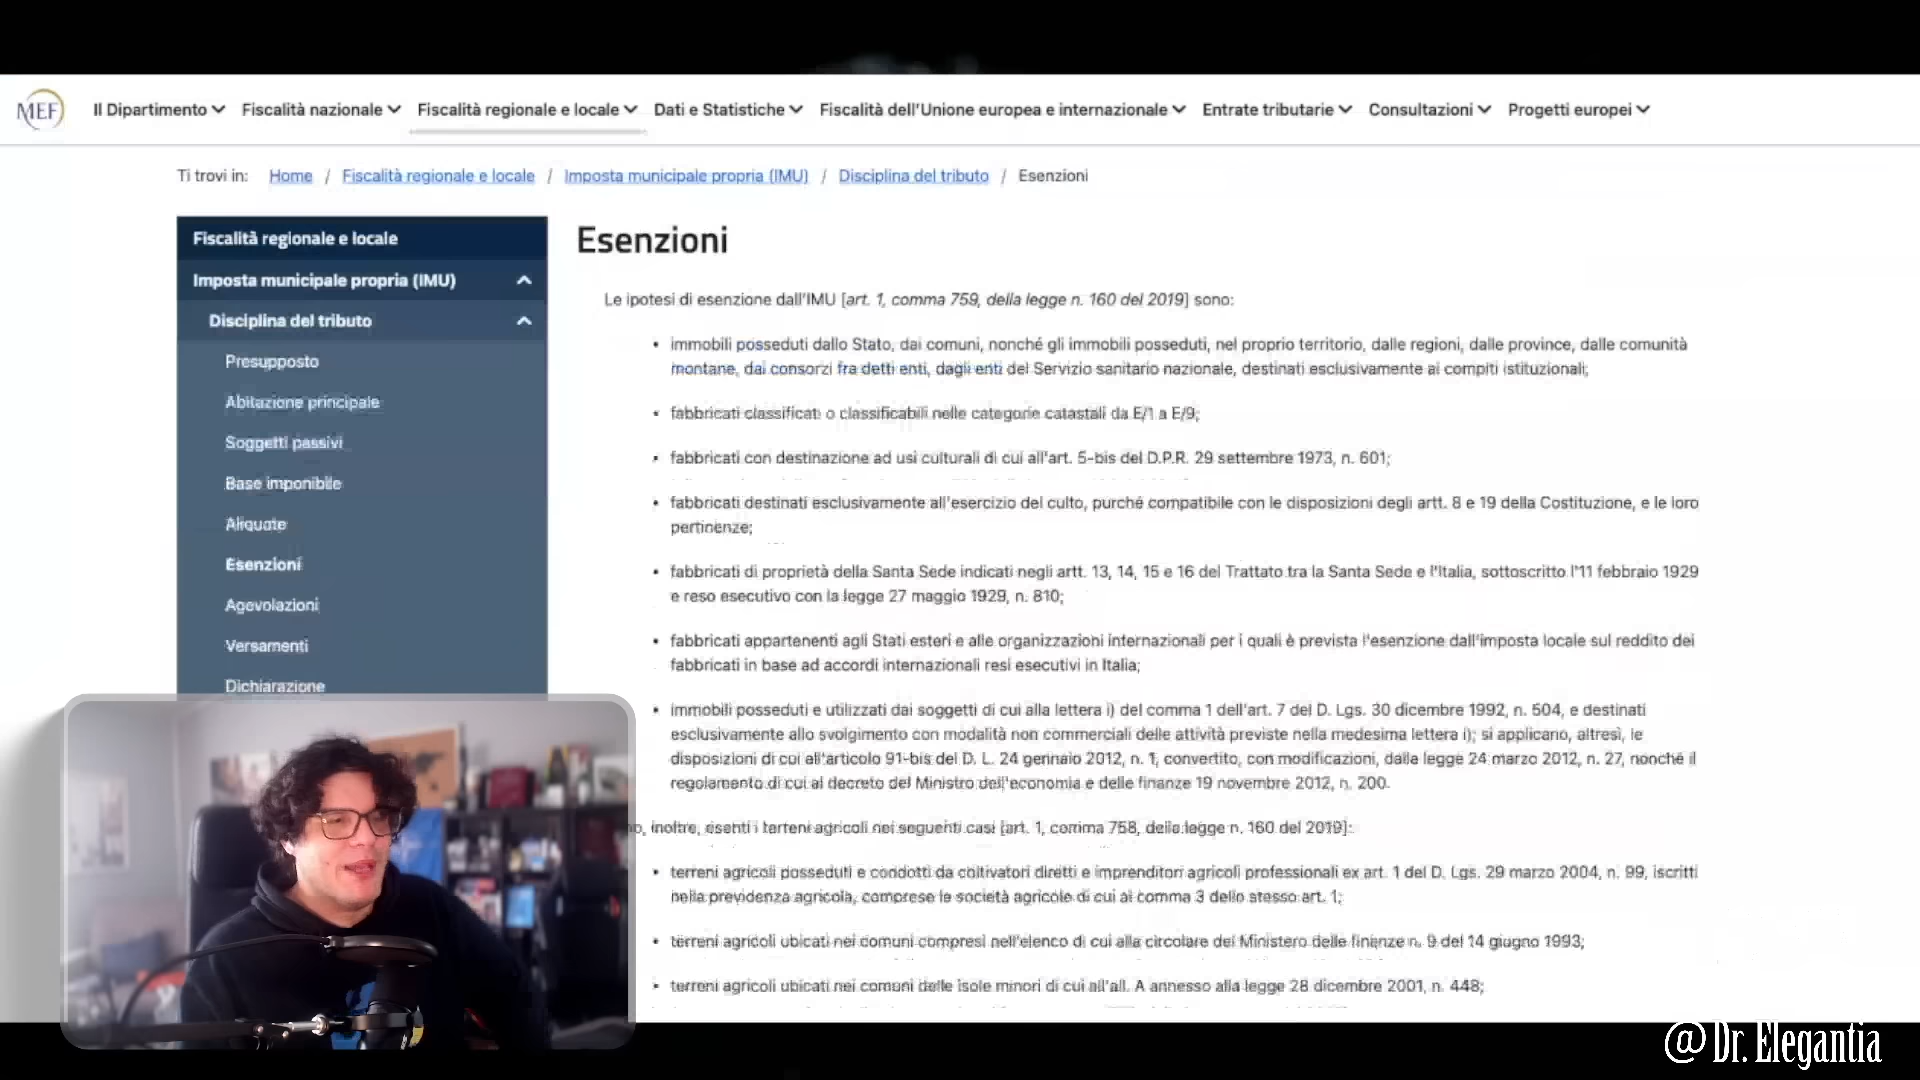 MEF Il Dipartimento Fiscalità nazionale Fiscalità regionale e locale Dati e Statistiche Fiscalità dell'Unione europea e internazionale Entrate tributarie Consultazioni Progetti europei
Ti trovi in: Home / Fiscalità regionale e locale / Imposta municipale propria (IMU) / Disciplina del tributo / Esenzioni
Fiscalità regionale e locale
Imposta municipale propria (IMU)
Disciplina del tributo
Presupposto
Abitazione principale
Soggetti passivi
Base imponibile
Aliquote
Esenzioni
Agevolazioni
Versamenti
Dichiarazione
Esenzioni
Le ipotesi di esenzione dall'IMU [art. 1, comma 759, della legge n. 160 del 2019] sono:
• immobili posseduti dallo Stato, dai comuni, nonché gli immobili posseduti, nel proprio territorio, dalle regioni, dalle province, dalle comunità
montane, dai consorzi fra detti enti, dagli enti del Servizio sanitario nazionale, destinati esclusivamente ai compiti istituzionali;
• fabbricati classificati o classificabili nelle categorie catastali da E/1 a E/9;
• fabbricati con destinazione ad usi culturali di cui all'art. 5-bis del D.P.R. 29 settembre 1973, n. 601;
• fabbricati destinati esclusivamente all'esercizio del culto, purché compatibile con le disposizioni degli artt. 8 e 19 della Costituzione, e le loro
pertinenze;
• fabbricati di proprietà della Santa Sede indicati negli artt. 13, 14, 15 e 16 del Trattato tra la Santa Sede e l'Italia, sottoscritto l'11 febbraio 1929
e reso esecutivo con la legge 27 maggio 1929, n. 810;
• fabbricati appartenenti agli Stati esteri e alle organizzazioni internazionali per i quali è prevista l'esenzione dall'imposta locale sul reddito dei
fabbricati in base ad accordi internazionali resi esecutivi in Italia;
• immobili posseduti e utilizzati dai soggetti di cui alla lettera i) del comma 1 dell'art. 7 del D. Lgs. 30 dicembre 1992, n. 504, e destinati
esclusivamente allo svolgimento con modalità non commerciali delle attività previste nella medesima lettera i); si applicano, altresì, le
disposizioni di cui all'articolo 91-bis del D. L. 24 gennaio 2012, n. 1, convertito, con modificazioni, dalla legge 24 marzo 2012, n. 27, nonché il
regolamento di cui al decreto del Ministro dell'economia e delle finanze 19 novembre 2012, n. 200.
no, inoltre, esenti i terreni agricoli nei seguenti casi [art. 1, comma 758, della legge n. 160 del 2019]:
• terreni agricoli posseduti e condotti da coltivatori diretti e imprenditori agricoli professionali ex art. 1 del D. Lgs. 29 marzo 2004, n. 99, iscritti
nella previdenza agricola, comprese le società agricole di cui al comma 3 dello stesso art. 1;
• terreni agricoli ubicati nei comuni compresi nell'elenco di cui alla circolare del Ministero delle finanze n. 9 del 14 giugno 1993;
• terreni agricoli ubicati nei comuni delle isole minori di cui all'all. A annesso alla legge 28 dicembre 2001, n. 448;
@Dr. Elegantia